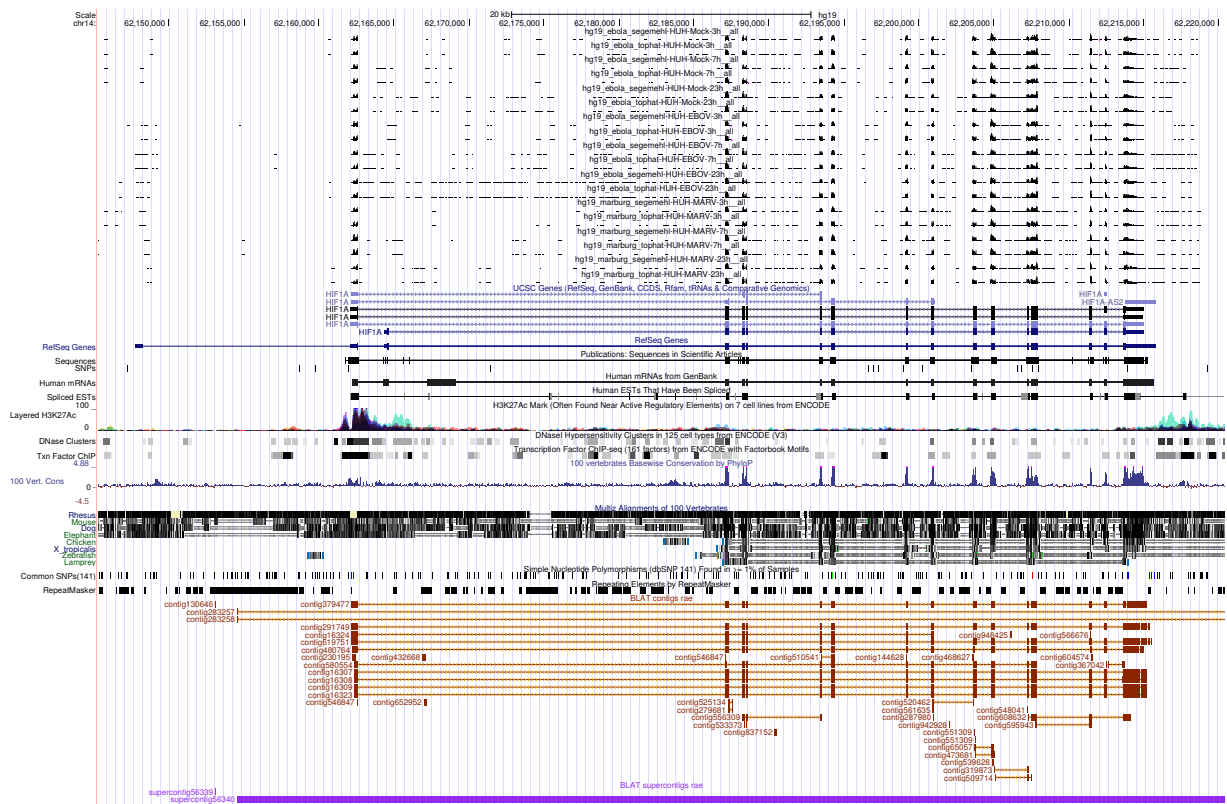 Scale 20 kb hg19
chr14: 62,150,000 62,155,000 62,160,000 62,165,000 62,170,000 62,175,000 62,180,000 62,185,000 62,190,000 62,195,000 62,200,000 62,205,000 62,210,000 62,215,000 62,220,000
hg19_ebola_segemehl-HUH-Mock-3h__all
hg19_ebola_tophat-HUH-Mock-3h__all
hg19_ebola_segemehl-HUH-Mock-7h__all
hg19_ebola_tophat-HUH-Mock-7h__all
hg19_ebola_segemehl-HUH-Mock-23h__all
hg19_ebola_tophat-HUH-Mock-23h__all
hg19_ebola_segemehl-HUH-EBOV-3h__all
hg19_ebola_tophat-HUH-EBOV-3h__all
hg19_ebola_segemehl-HUH-EBOV-7h__all
hg19_ebola_tophat-HUH-EBOV-7h__all
hg19_ebola_segemehl-HUH-EBOV-23h__all
hg19_ebola_tophat-HUH-EBOV-23h__all
hg19_marburg_segemehl-HUH-MARV-3h__all
hg19_marburg_tophat-HUH-MARV-3h__all
hg19_marburg_segemehl-HUH-MARV-7h__all
hg19_marburg_tophat-HUH-MARV-7h__all
hg19_marburg_segemehl-HUH-MARV-23h__all
hg19_marburg_tophat-HUH-MARV-23h__all
UCSC Genes (RefSeq, GenBank, CCDS, Rfam, tRNAs & Comparative Genomics)
HIF1A HIF1A
HIF1A HIF1A-AS2
HIF1A
HIF1A
HIF1A
HIF1A
RefSeq Genes
RefSeq Genes
Publications: Sequences in Scientific Articles
Sequences
SNPs
Human mRNAs from GenBank
Human mRNAs
Human ESTs That Have Been Spliced
Spliced ESTs
H3K27Ac Mark (Often Found Near Active Regulatory Elements) on 7 cell lines from ENCODE
100
Layered H3K27Ac
0
DNaseI Hypersensitivity Clusters in 125 cell types from ENCODE (V3)
DNase Clusters
Transcription Factor ChIP-seq (161 factors) from ENCODE with Factorbook Motifs
Txn Factor ChIP
100 vertebrates Basewise Conservation by PhyloP
4.88
100 Vert. Cons
0
-4.5
Multiz Alignments of 100 Vertebrates
Rhesus
Mouse
Dog
Elephant
Chicken
X_tropicalis
Zebrafish
Lamprey
Simple Nucleotide Polymorphisms (dbSNP 141) Found in >= 1% of Samples
Common SNPs(141)
Repeating Elements by RepeatMasker
RepeatMasker
BLAT contigs rae
contig130646 contig379477
contig283257
contig283258
contig291749
contig16324 contig948425 contig566676
contig619751
contig480764
contig230195 contig432668 contig546847 contig510541 contig144628 contig468627 contig604574
contig580554 contig367042
contig16307
contig16308
contig16309
contig16323
contig546847 contig652952 contig525134 contig520462
contig279681 contig561635 contig548041
contig556309 contig287980 contig608632
contig533373 contig942928 contig595943
contig837152 contig551309
contig551309
contig65057
contig473681
contig539628
contig319873
contig509714
BLAT supercontigs rae
supercontig56339
supercontig56340